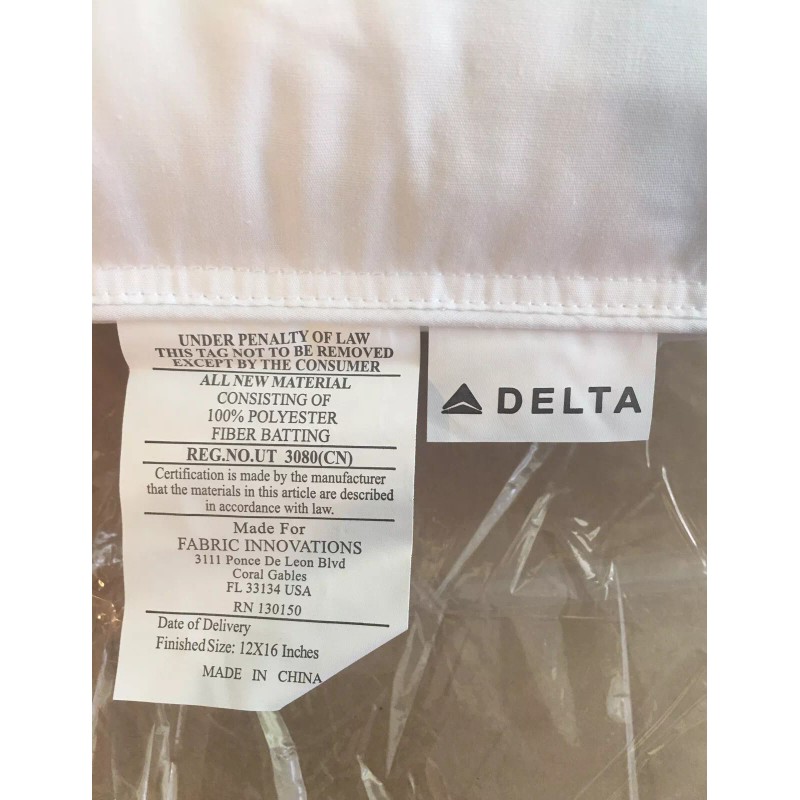 UNDER PENALTY OF LAW
THIS TAG NOT TO BE REMOVED
EXCEPT BY THE CONSUMER
ALL NEW MATERIAL
CONSISTING OF
100% POLYESTER
FIBER BATTING
REG.NO.UT 3080(CN)
Certification is made by the manufacturer
that the materials in this article are described
in accordance with law.
Made For
FABRIC INNOVATIONS
3111 Ponce De Leon Blvd
Coral Gables
FL 33134 USA
RN 130150
Date of Delivery
Finished Size: 12X16 Inches
MADE IN CHINA
DELTA